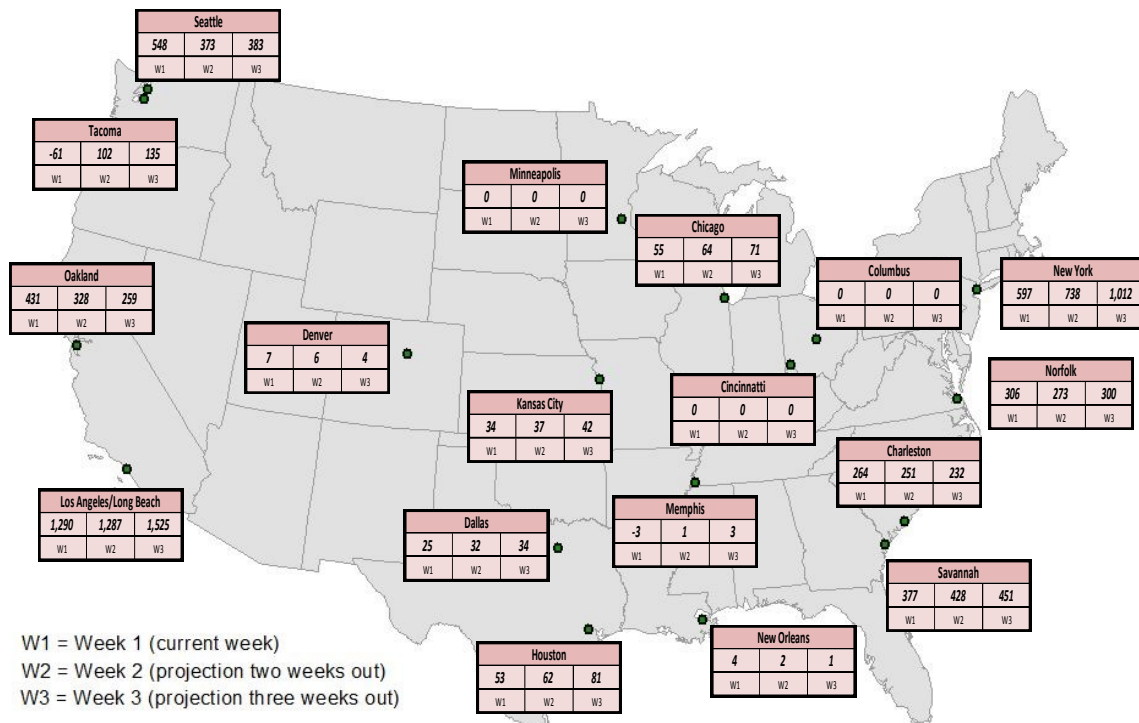 Seattle
548 373 383
W1 W2 W3
Tacoma
-61 102 135
W1 W2 W3
Minneapolis
0 0 0
W1 W2 W3
Chicago
55 64 71
W1 W2 W3
Oakland
431 328 259
W1 W2 W3
Columbus
0 0 0
W1 W2 W3
New York
597 738 1,012
W1 W2 W3
Denver
7 6 4
W1 W2 W3
Norfolk
306 273 300
W1 W2 W3
Cincinnatti
0 0 0
W1 W2 W3
Kansas City
34 37 42
W1 W2 W3
Charleston
264 251 232
W1 W2 W3
Los Angeles/Long Beach
1,290 1,287 1,525
W1 W2 W3
Memphis
-3 1 3
W1 W2 W3
Dallas
25 32 34
W1 W2 W3
Savannah
377 428 451
W1 W2 W3
New Orleans
4 2 1
W1 W2 W3
Houston
53 62 81
W1 W2 W3
W1 = Week 1 (current week)
W2 = Week 2 (projection two weeks out)
W3 = Week 3 (projection three weeks out)